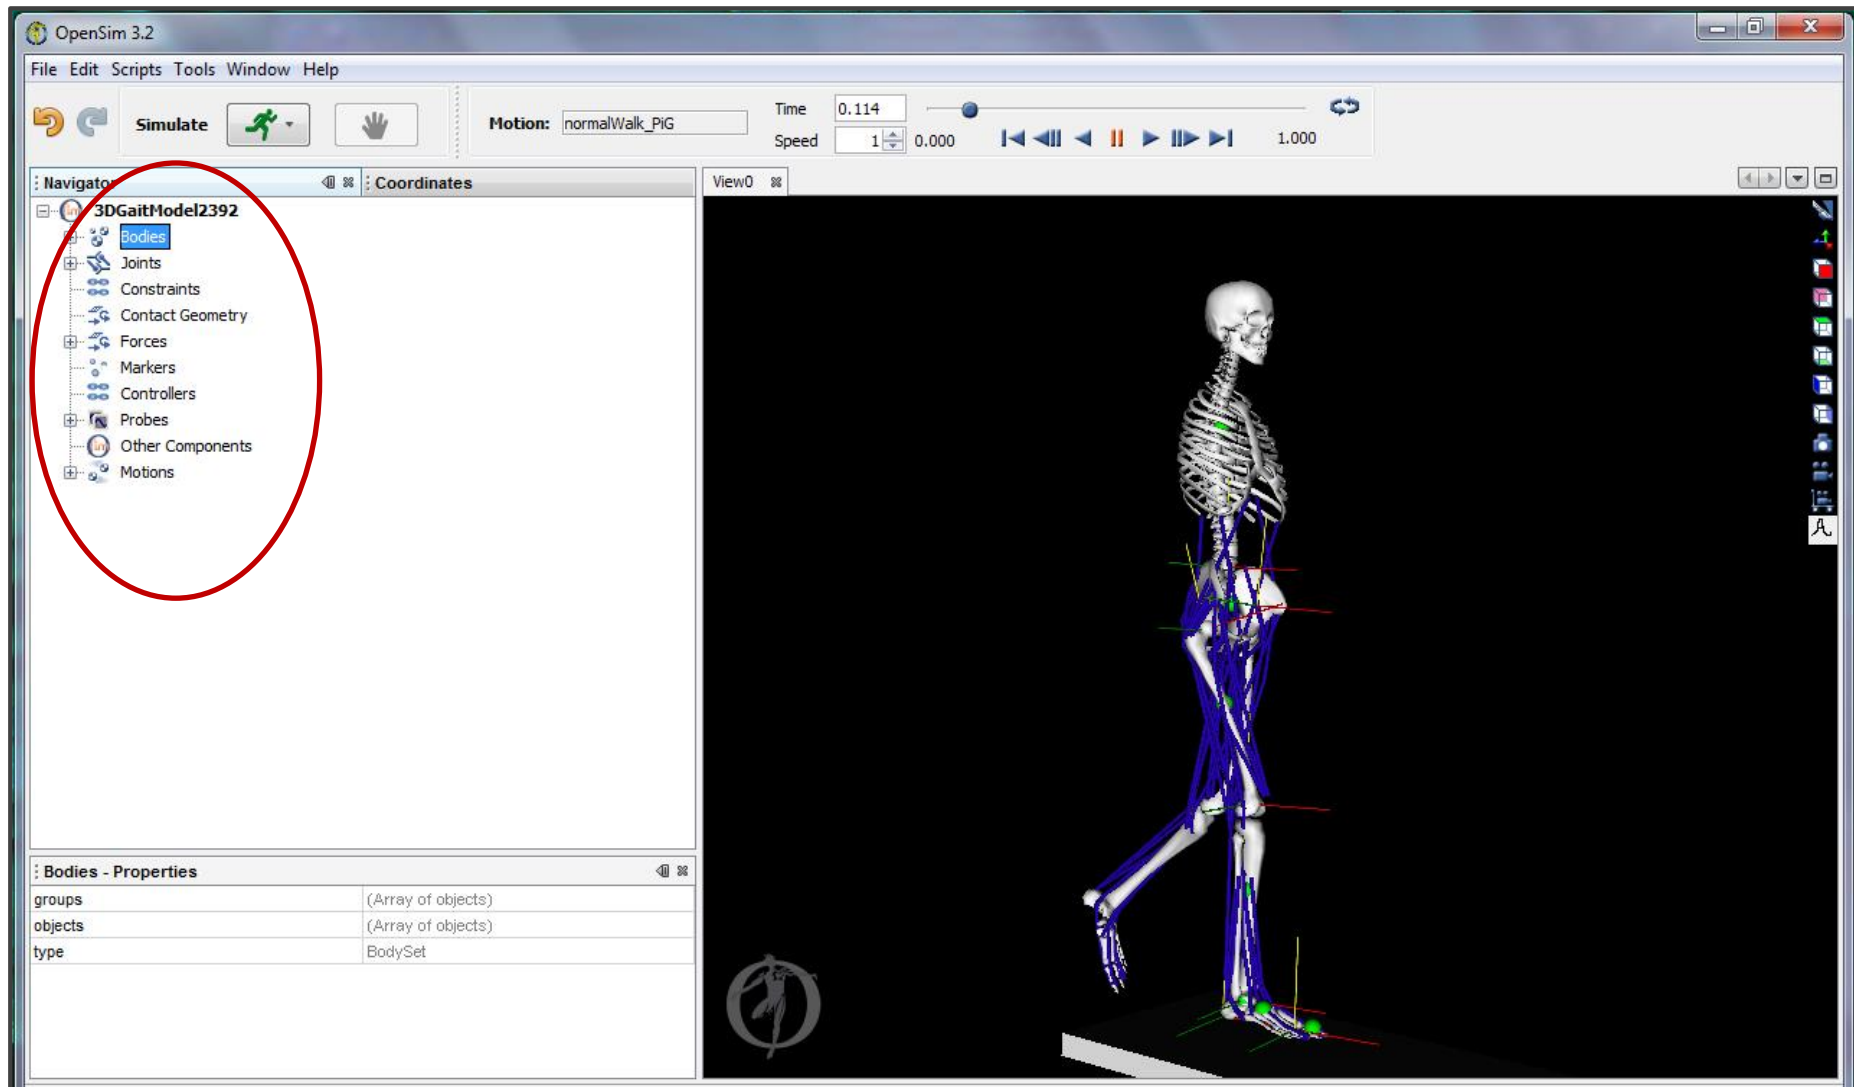 OpenSim 3.2
File Edit Scripts Tools Window Help
Simulate
Motion: normalWalk_PiG
Time 0.114
Speed 1 0.000 1.000
Navigator Coordinates
View0
3DGaitModel2392
Bodies
Joints
Constraints
Contact Geometry
Forces
Markers
Controllers
Probes
Other Components
Motions
Bodies - Properties
groups (Array of objects)
objects (Array of objects)
type BodySet